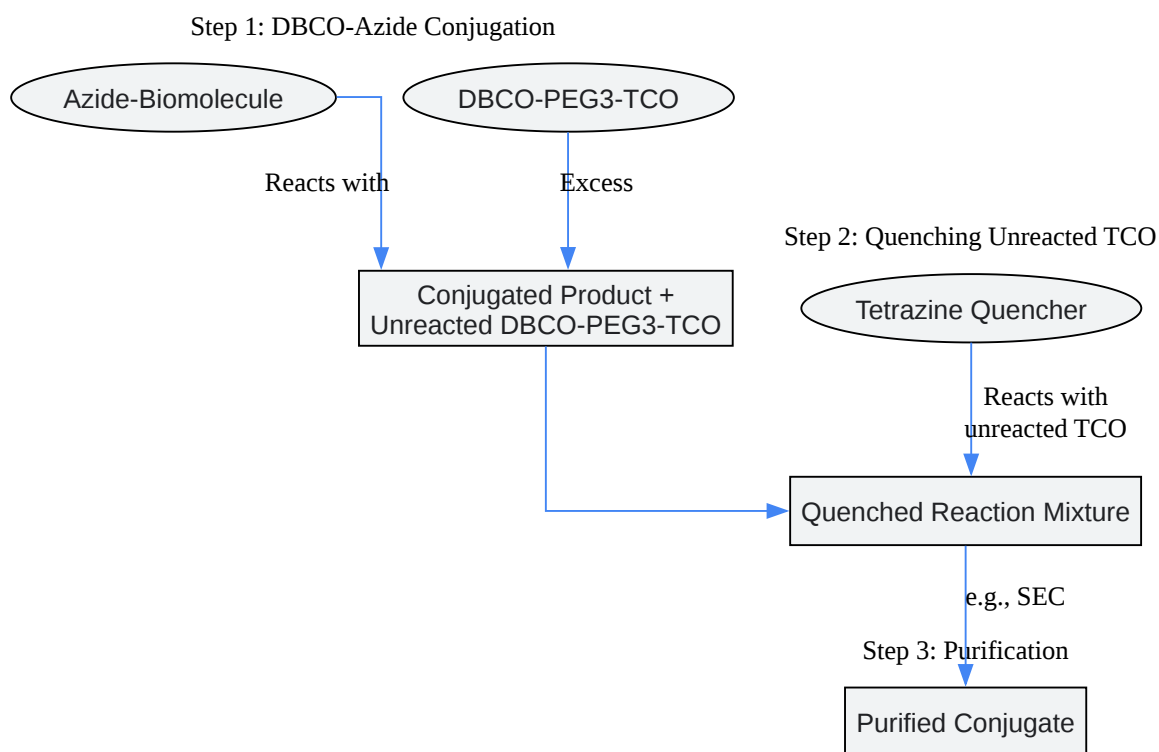 Step 1: DBCO-Azide Conjugation
Azide-Biomolecule
DBCO-PEG3-TCO
Reacts with
Excess
Step 2: Quenching Unreacted TCO
Conjugated Product +
Unreacted DBCO-PEG3-TCO
Tetrazine Quencher
Reacts with
unreacted TCO
Quenched Reaction Mixture
e.g., SEC
Step 3: Purification
Purified Conjugate